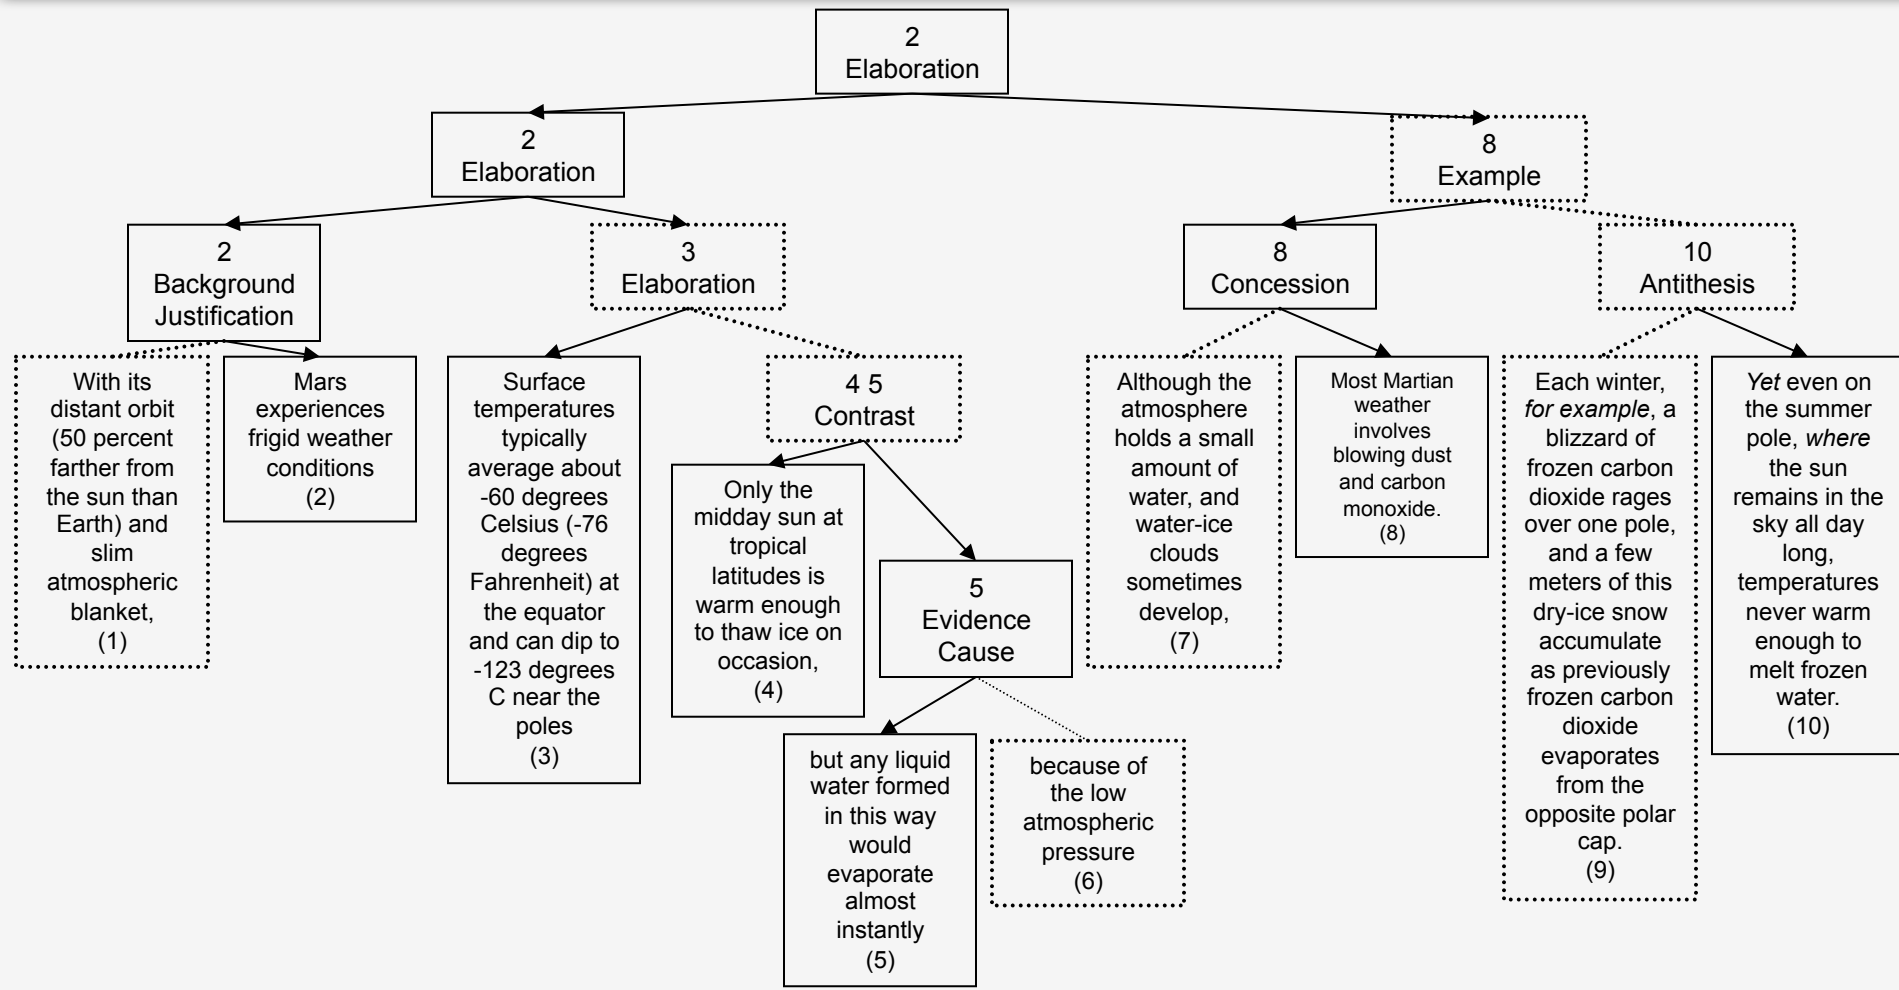 2
Elaboration
2
Elaboration
8
Example
2
Background
Justification
3
Elaboration
8
Concession
10
Antithesis
With its
distant orbit
(50 percent
farther from
the sun than
Earth) and
slim
atmospheric
blanket,
(1)
Mars
experiences
frigid weather
conditions
(2)
Surface
temperatures
typically
average about
-60 degrees
Celsius (-76
degrees
Fahrenheit) at
the equator
and can dip to
-123 degrees
C near the
poles
(3)
4 5
Contrast
Only the
midday sun at
tropical
latitudes is
warm enough
to thaw ice on
occasion,
(4)
5
Evidence
Cause
but any liquid
water formed
in this way
would
evaporate
almost
instantly
(5)
because of
the low
atmospheric
pressure
(6)
Although the
atmosphere
holds a small
amount of
water, and
water-ice
clouds
sometimes
develop,
(7)
Most Martian
weather
involves
blowing dust
and carbon
monoxide.
(8)
Each winter,
for example, a
blizzard of
frozen carbon
dioxide rages
over one pole,
and a few
meters of this
dry-ice snow
accumulate
as previously
frozen carbon
dioxide
evaporates
from the
opposite polar
cap.
(9)
Yet even on
the summer
pole, where
the sun
remains in the
sky all day
long,
temperatures
never warm
enough to
melt frozen
water.
(10)